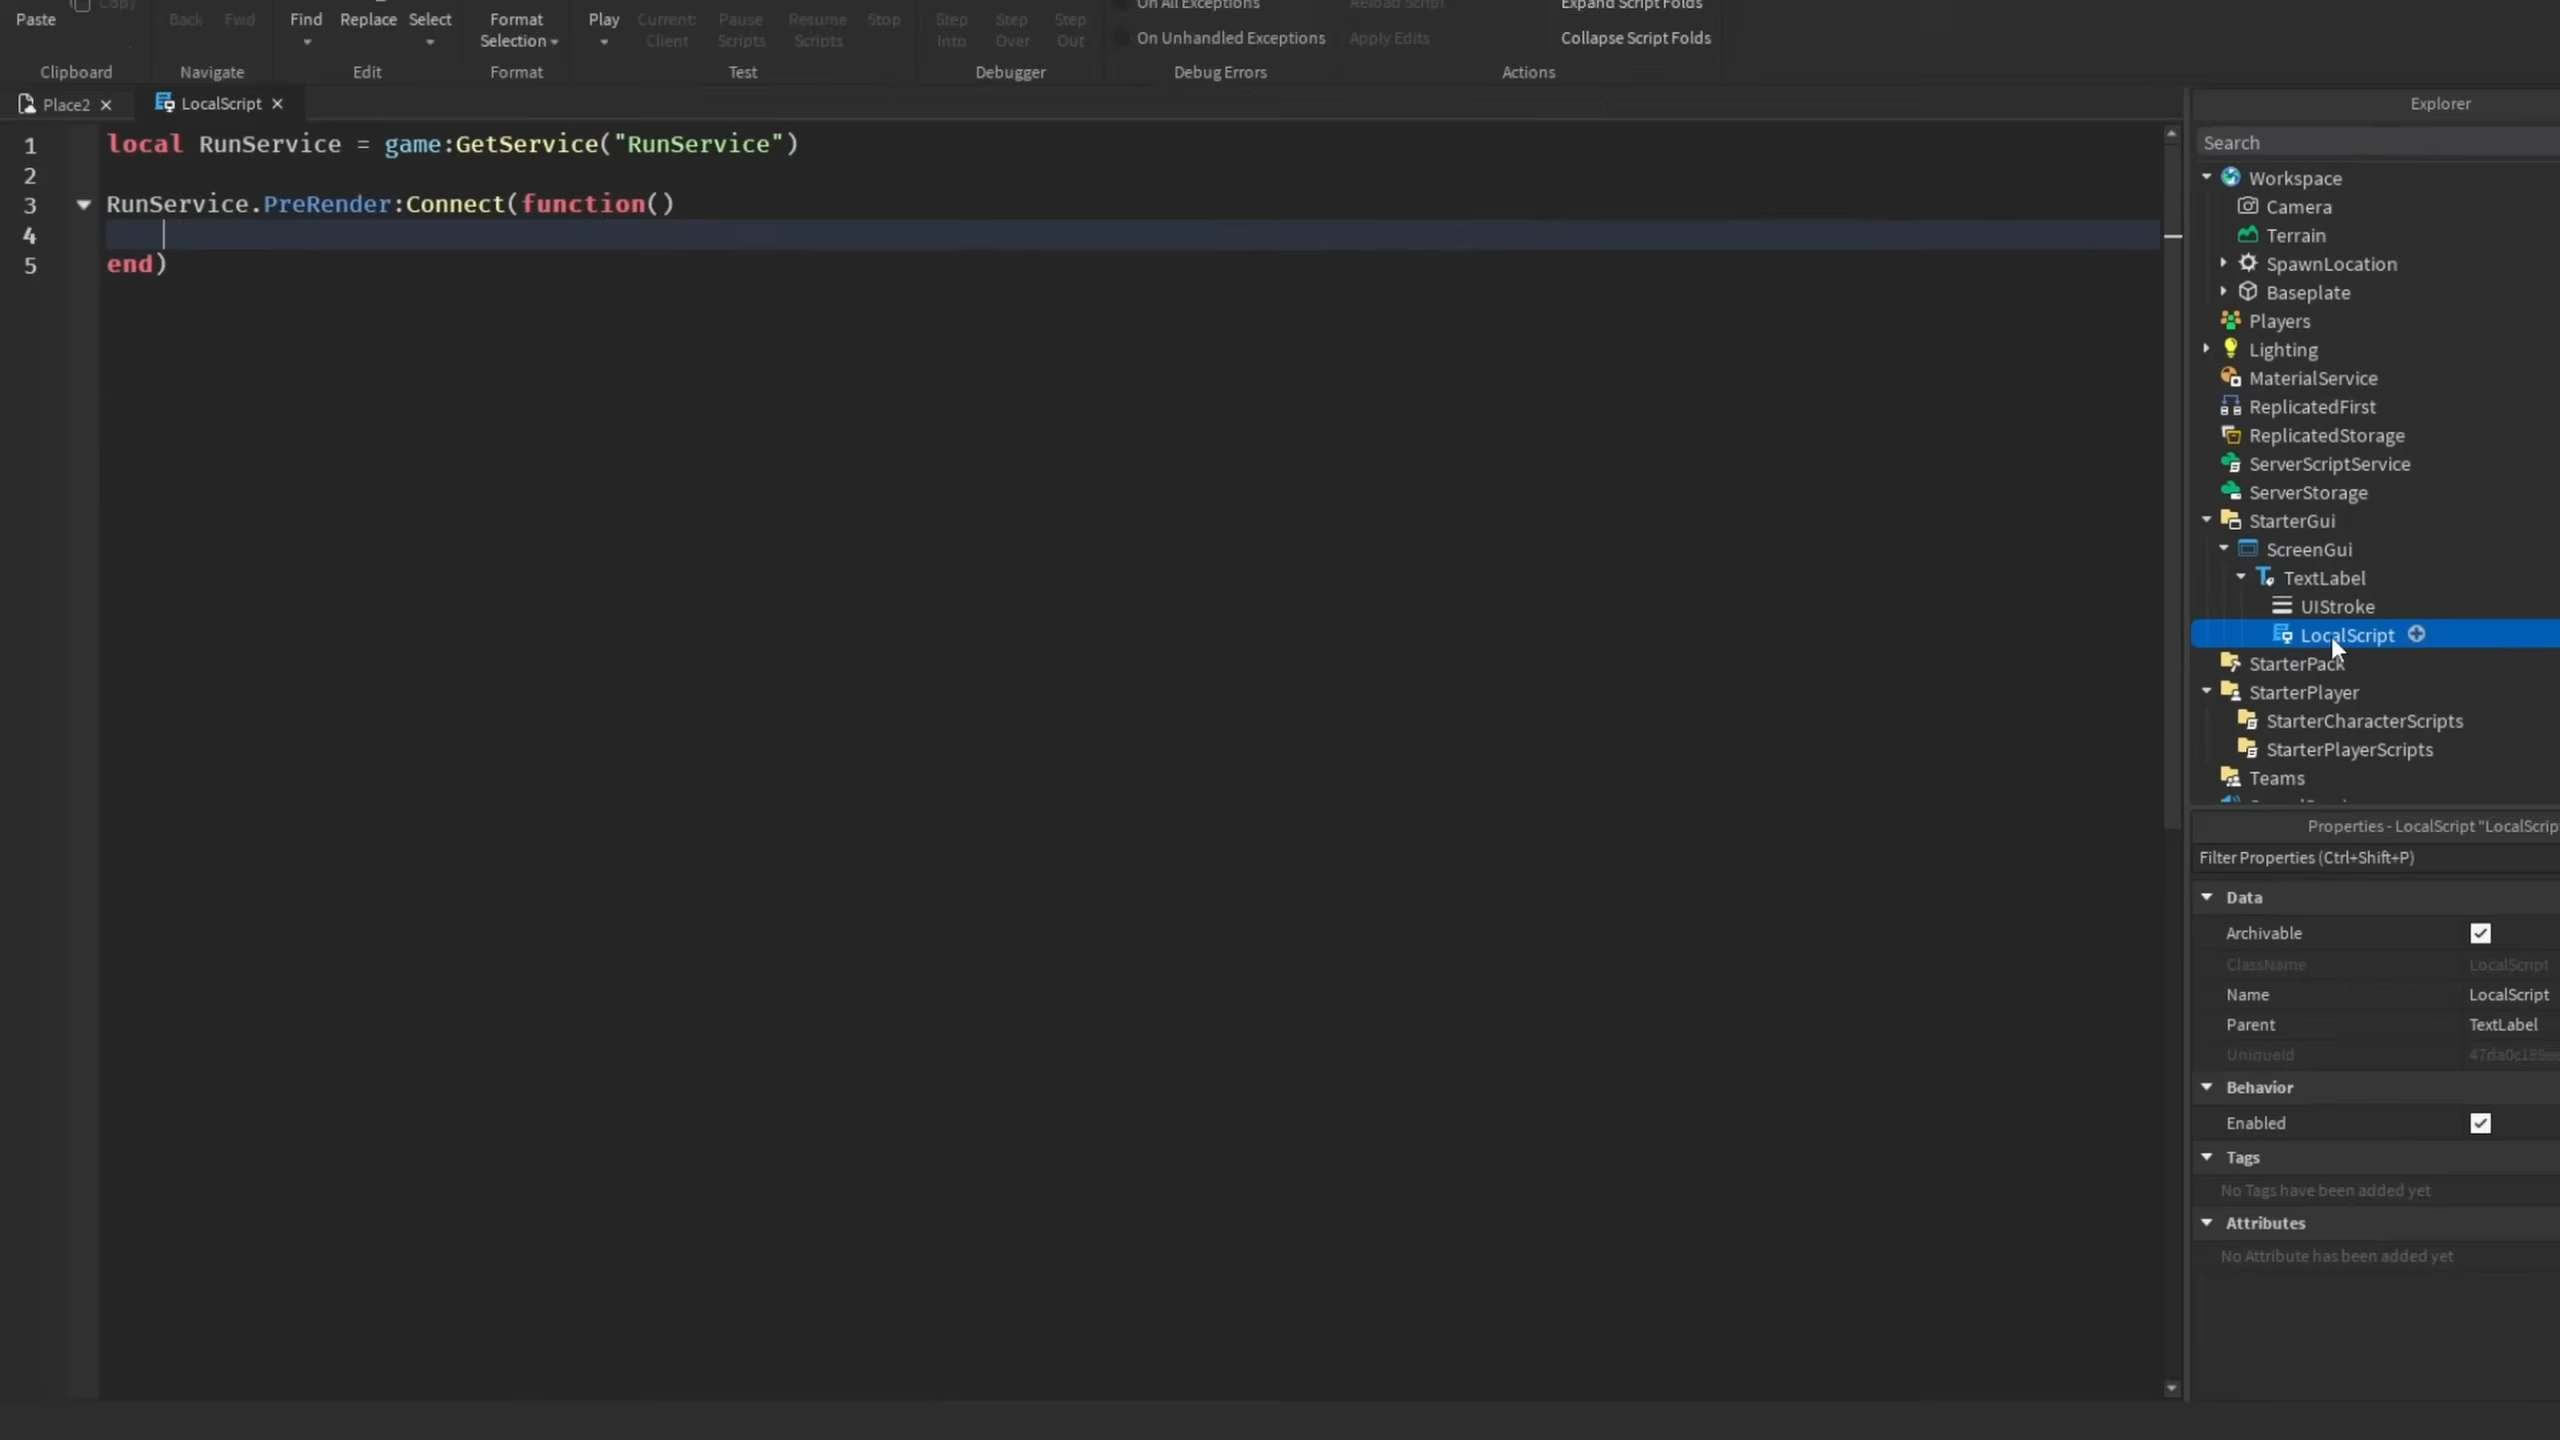 Copy
On All Exceptions Reload Script Expand Script Folds
Paste Back Fwd Find Replace Select Format Selection Play Current: Client Pause Scripts Resume Scripts Stop Step Into Step Over Step Out On Unhandled Exceptions Apply Edits Collapse Script Folds
Clipboard Navigate Edit Format Test Debugger Debug Errors Actions
Place2 LocalScript
1 local RunService = game:GetService("RunService")
2
3 RunService.PreRender:Connect(function()
4
5 end)
Explorer
Search
Workspace
Camera
Terrain
SpawnLocation
Baseplate
Players
Lighting
MaterialService
ReplicatedFirst
ReplicatedStorage
ServerScriptService
ServerStorage
StarterGui
ScreenGui
TextLabel
UIStroke
LocalScript
StarterPack
StarterPlayer
StarterCharacterScripts
StarterPlayerScripts
Teams
Properties - LocalScript "LocalScrip
Filter Properties (Ctrl+Shift+P)
Data
Archivable
ClassName LocalScript
Name LocalScript
Parent TextLabel
UniqueId
Behavior
Enabled
Tags
No Tags have been added yet
Attributes
No Attribute has been added yet